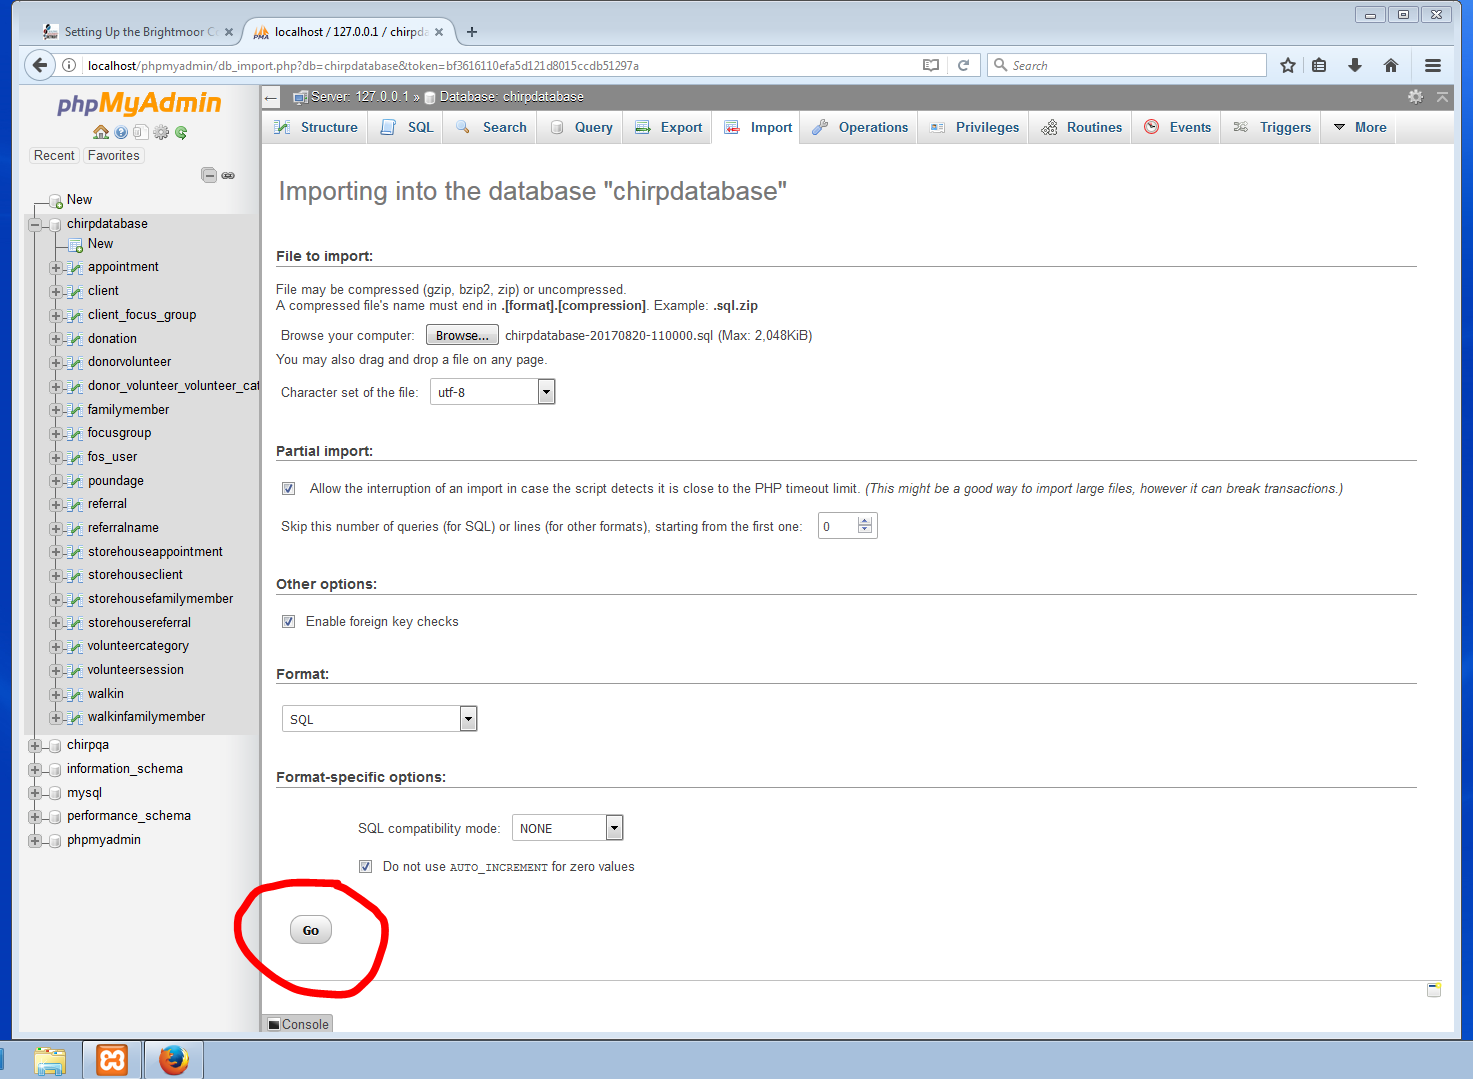 Setting Up the Brightmoor C
localhost / 127.0.0.1 / chirpda
localhost/phpmyadmin/db_import.php?db=chirpdatabase&token=bf3616110efa5d121d8015ccdb51297a
Search
phpMyAdmin
Recent
Favorites
New
chirpdatabase
New
appointment
client
client_focus_group
donation
donorvolunteer
donor_volunteer_volunteer_cat
familymember
focusgroup
fos_user
poundage
referral
referralname
storehouseappointment
storehouseclient
storehousefamilymember
storehousereferral
volunteercategory
volunteersession
walkin
walkinfamilymember
chirpqa
information_schema
mysql
performance_schema
phpmyadmin
Server: 127.0.0.1 » Database: chirpdatabase
Structure
SQL
Search
Query
Export
Import
Operations
Privileges
Routines
Events
Triggers
More
Importing into the database "chirpdatabase"
File to import:
File may be compressed (gzip, bzip2, zip) or uncompressed.
A compressed file's name must end in .[format].[compression]. Example: .sql.zip
Browse your computer: Browse... chirpdatabase-20170820-110000.sql (Max: 2,048KiB)
You may also drag and drop a file on any page.
Character set of the file: utf-8
Partial import:
Allow the interruption of an import in case the script detects it is close to the PHP timeout limit. (This might be a good way to import large files, however it can break transactions.)
Skip this number of queries (for SQL) or lines (for other formats), starting from the first one: 0
Other options:
Enable foreign key checks
Format:
SQL
Format-specific options:
SQL compatibility mode: NONE
Do not use AUTO_INCREMENT for zero values
Go
Console